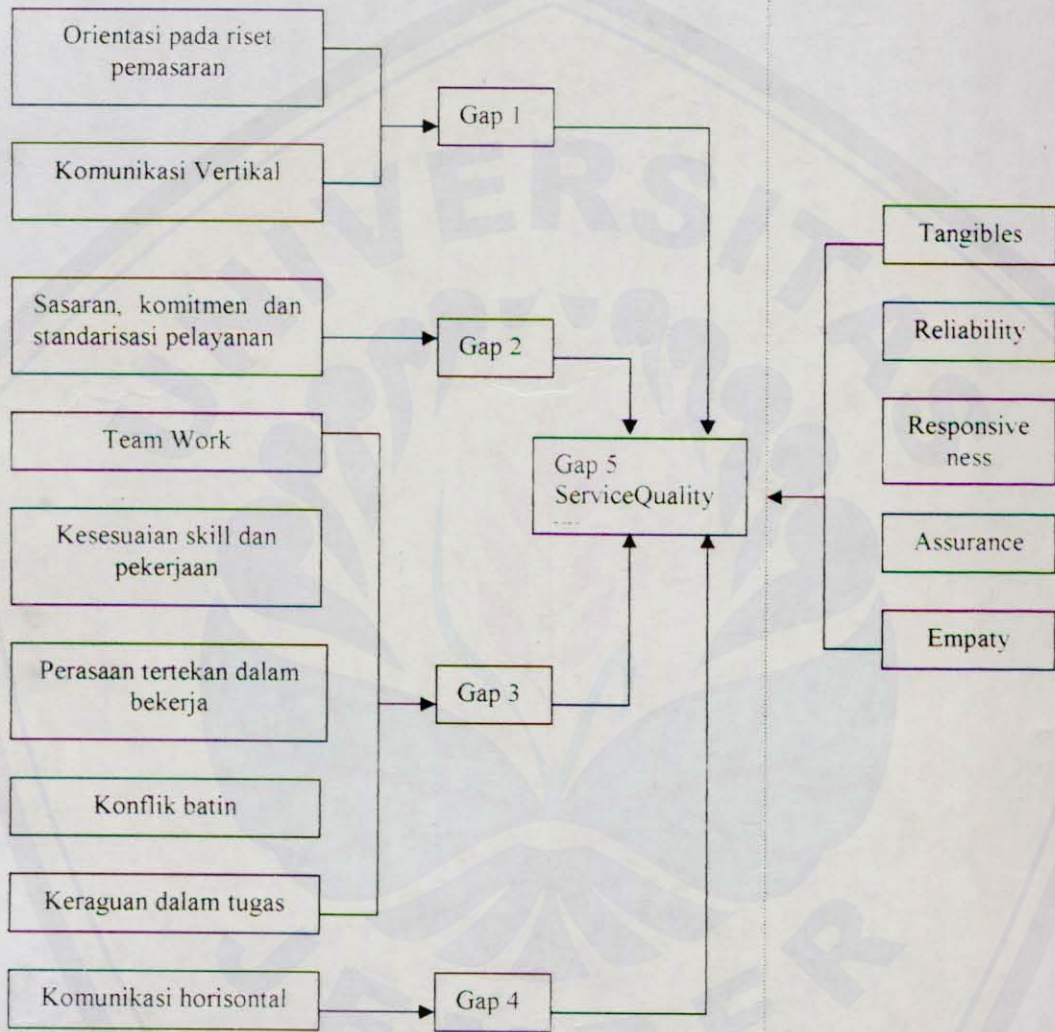 Orientasi pada riset
pemasaran
Gap 1
Komunikasi Vertikal
Tangibles
Sasaran, komitmen dan
standarisasi pelayanan
Gap 2
Reliability
Team Work
Responsive
ness
Gap 5
ServiceQuality
Kesesuaian skill dan
pekerjaan
Assurance
Empaty
Perasaan tertekan dalam
bekerja
Gap 3
Konflik batin
Keraguan dalam tugas
Komunikasi horisontal
Gap 4
UNIVERSITAS
JEMBER